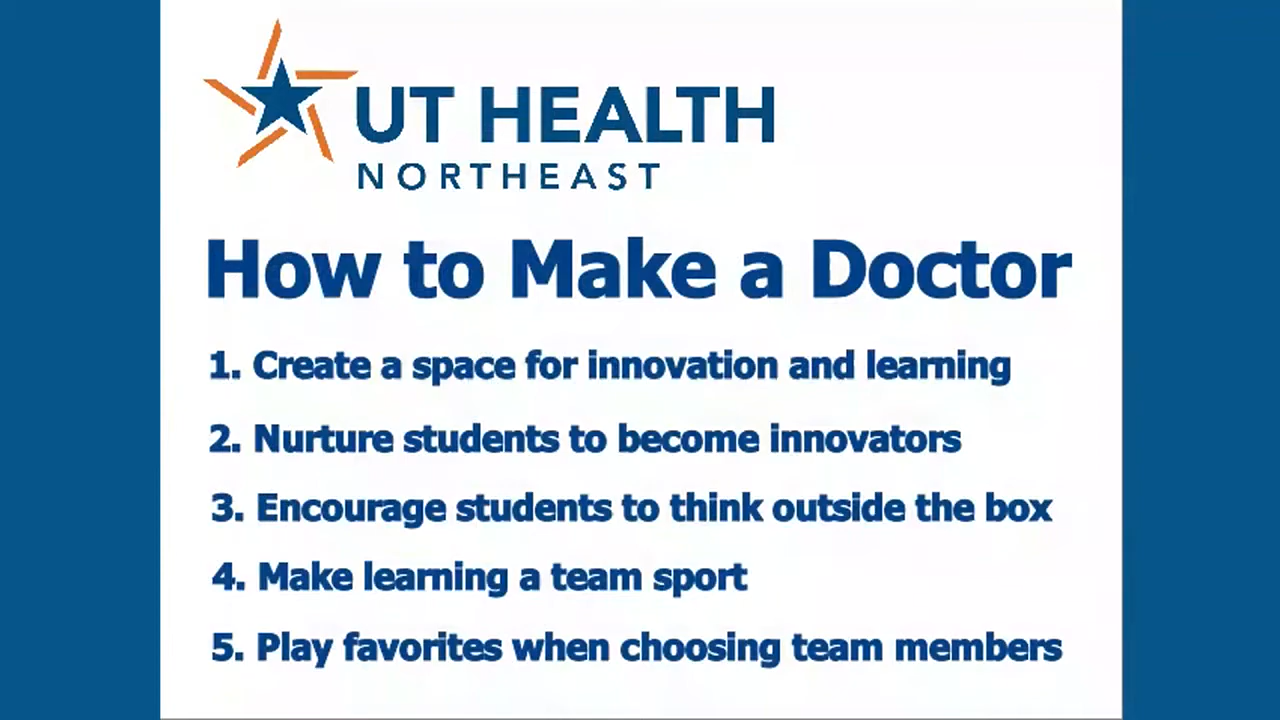 UT HEALTH
NORTHEAST
How to Make a Doctor
1. Create a space for innovation and learning
2. Nurture students to become innovators
3. Encourage students to think outside the box
4. Make learning a team sport
5. Play favorites when choosing team members